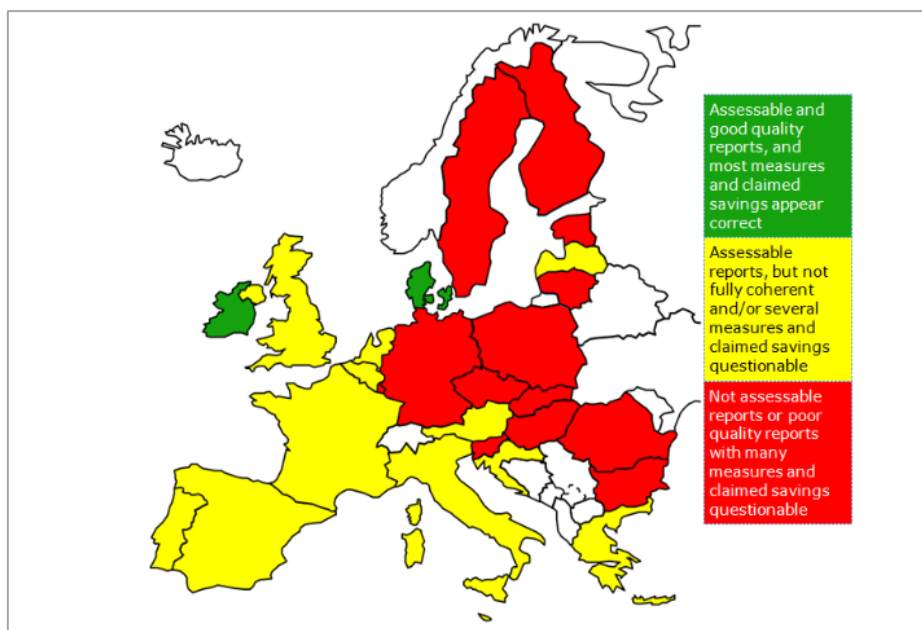 Assessable and
good quality
reports, and
most measures
and claimed
savings appear
correct
Assessable
reports, but not
fully coherent
and/or several
measures and
claimed savings
questionable
Not assessable
reports or poor
quality reports
with many
measures and
claimed savings
questionable